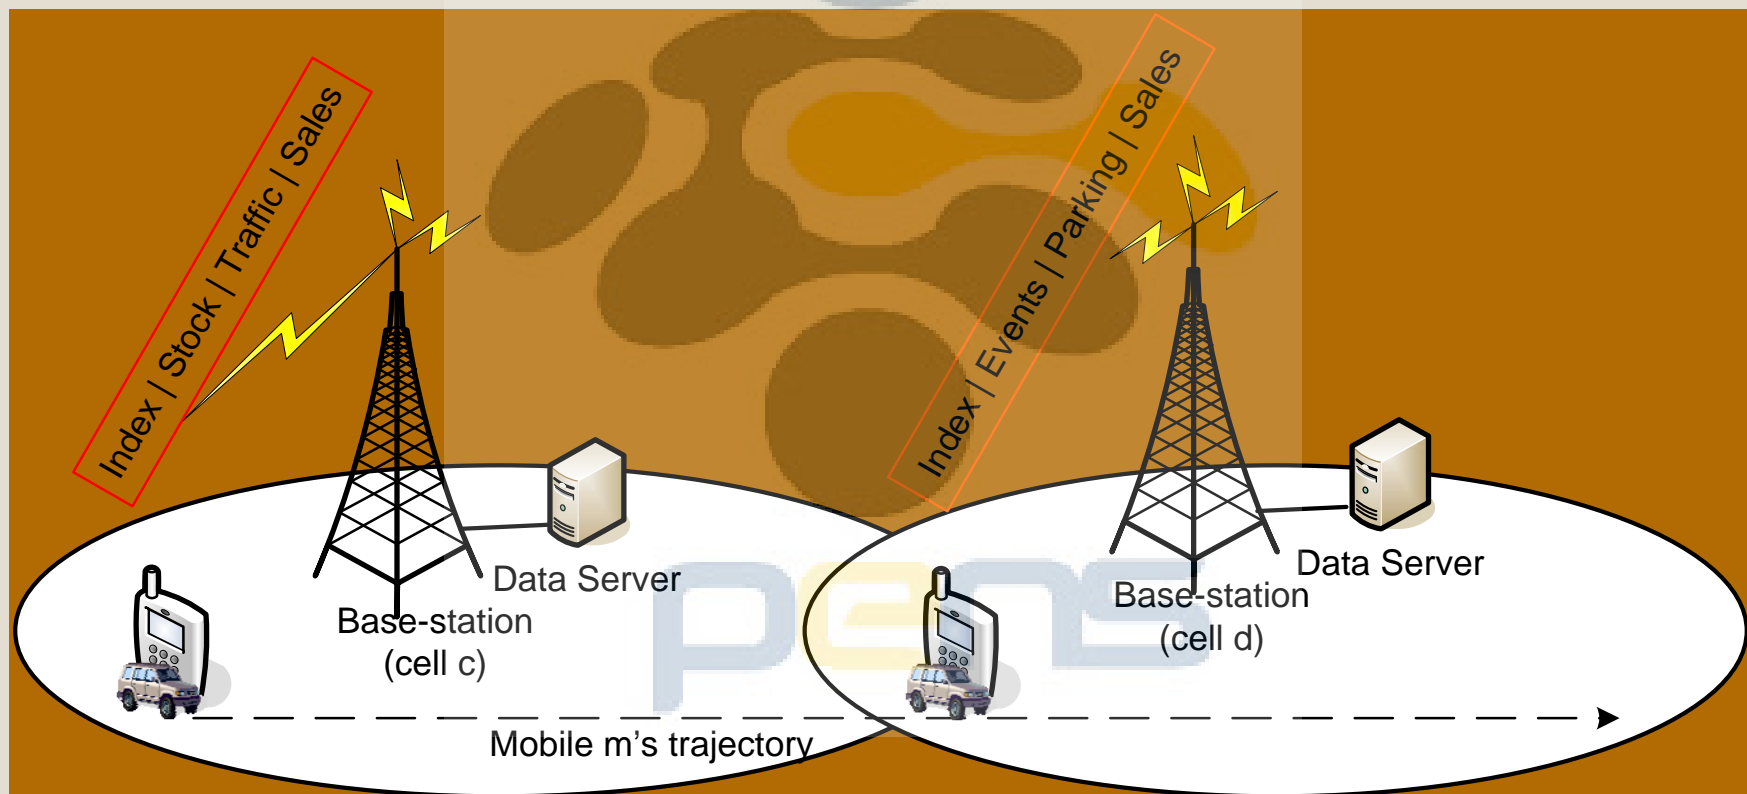 Index | Stock | Traffic | Sales
Index | Events | Parking | Sales
Data Server
Base-station
(cell c)
Data Server
Base-station
(cell d)
pens
Mobile m's trajectory